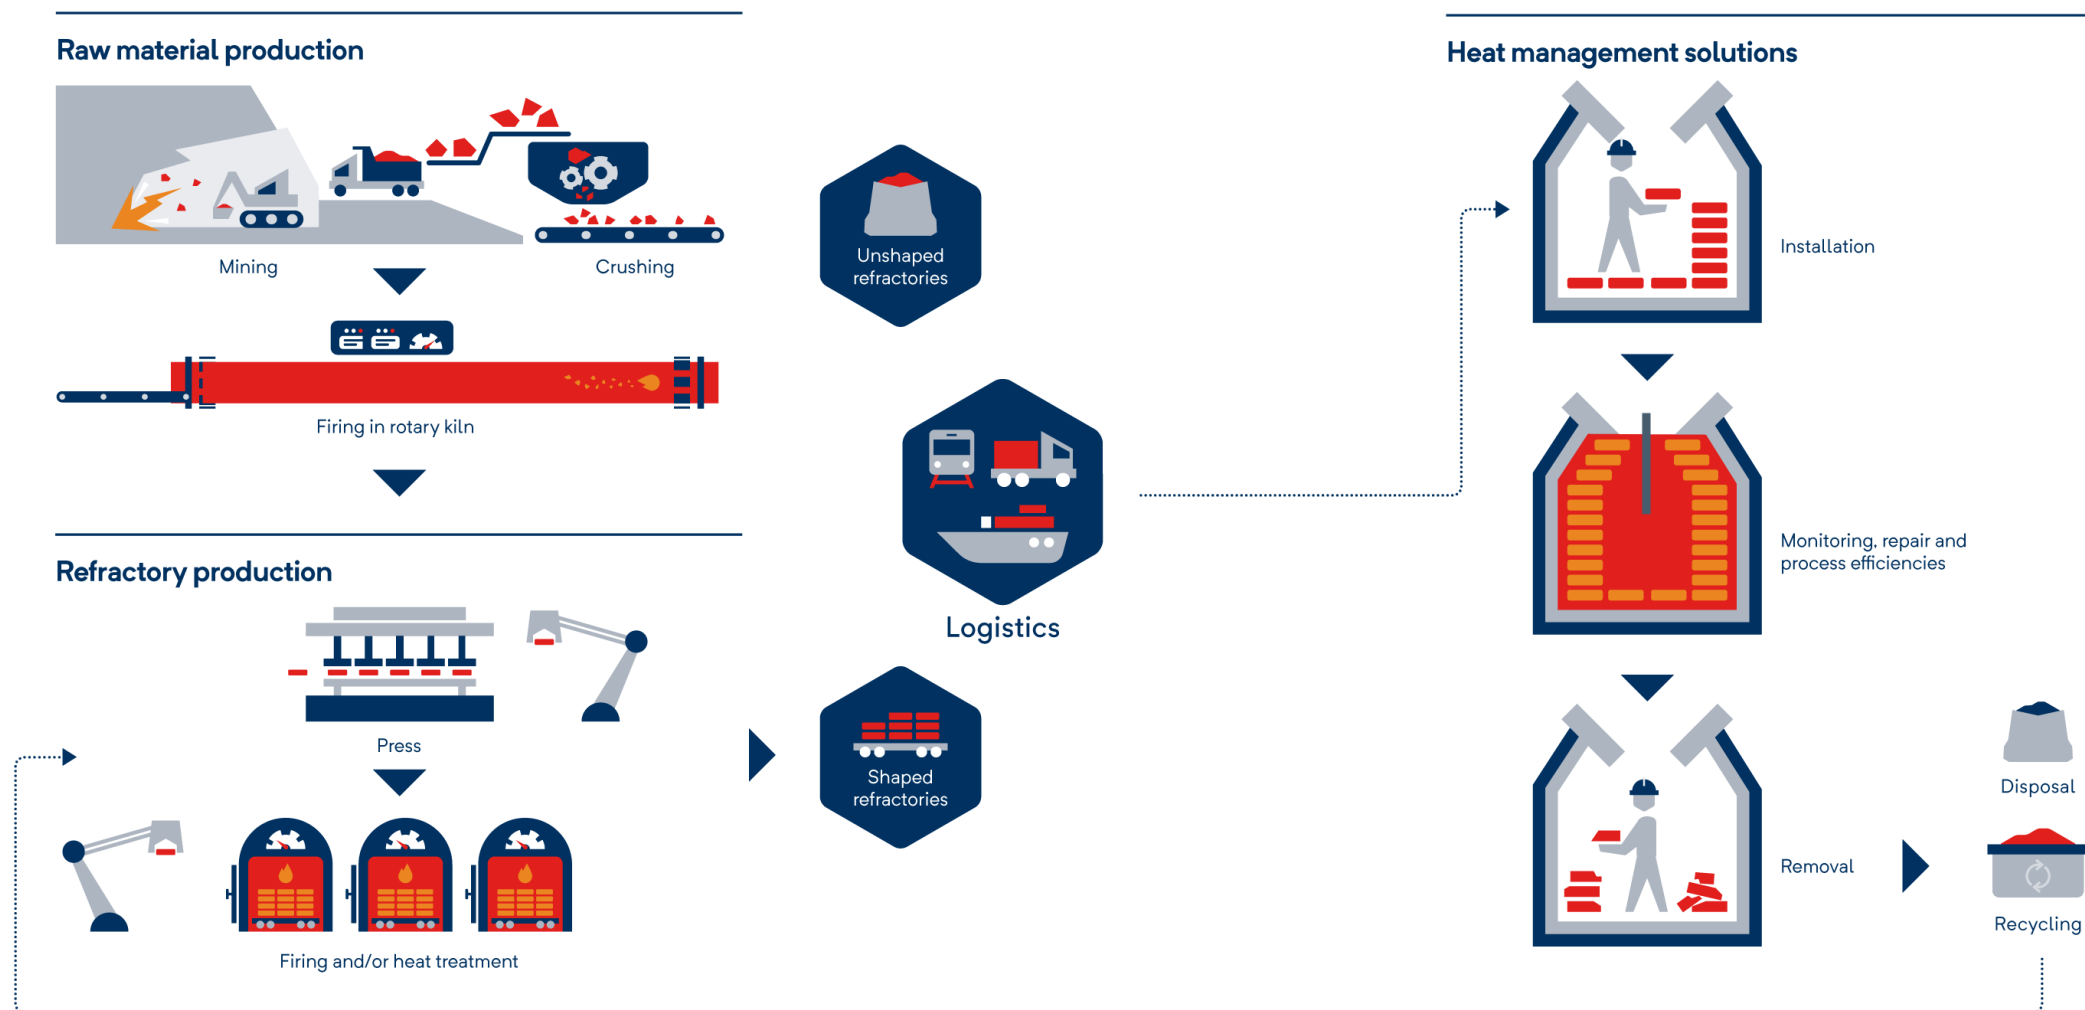 Raw material production
Mining
Crushing
Firing in rotary kiln
Refractory production
Press
Firing and/or heat treatment
Unshaped
refractories
Logistics
Shaped
refractories
Heat management solutions
Installation
Monitoring, repair and
process efficiencies
Removal
Disposal
Recycling